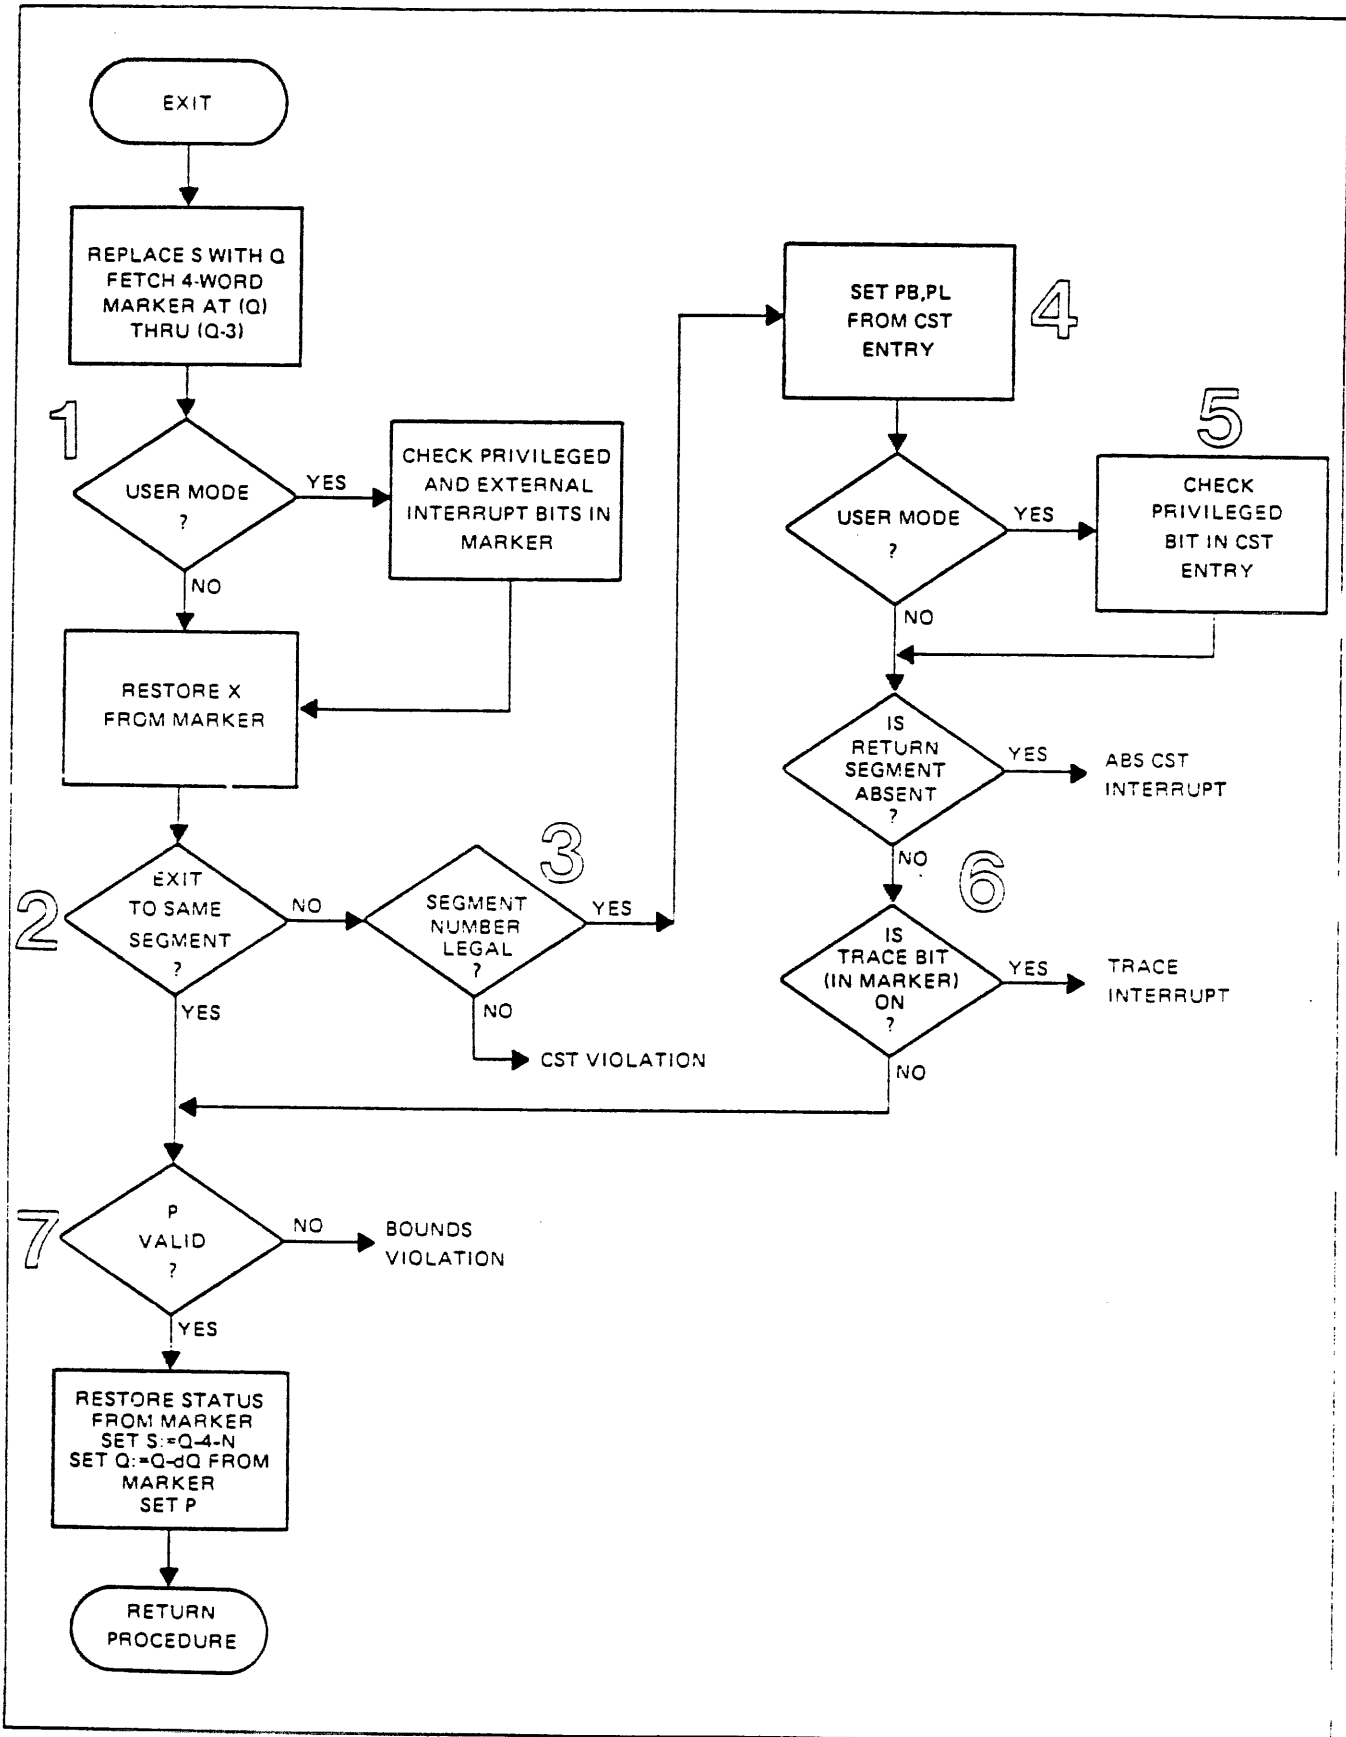 EXIT
REPLACE S WITH Q
FETCH 4-WORD
MARKER AT (Q)
THRU (Q-3)
1
USER MODE
?
YES
NO
CHECK PRIVILEGED
AND EXTERNAL
INTERRUPT BITS IN
MARKER
RESTORE X
FROM MARKER
2
EXIT
TO SAME
SEGMENT
?
NO
YES
3
SEGMENT
NUMBER
LEGAL
?
YES
NO
CST VIOLATION
4
SET PB,PL
FROM CST
ENTRY
USER MODE
?
YES
NO
5
CHECK
PRIVILEGED
BIT IN CST
ENTRY
IS
RETURN
SEGMENT
ABSENT
?
YES
ABS CST
INTERRUPT
NO
6
IS
TRACE BIT
(IN MARKER)
ON
?
YES
TRACE
INTERRUPT
NO
7
P
VALID
?
NO
BOUNDS
VIOLATION
YES
RESTORE STATUS
FROM MARKER
SET S:=Q-4-N
SET Q:=Q-dQ FROM
MARKER
SET P
RETURN
PROCEDURE